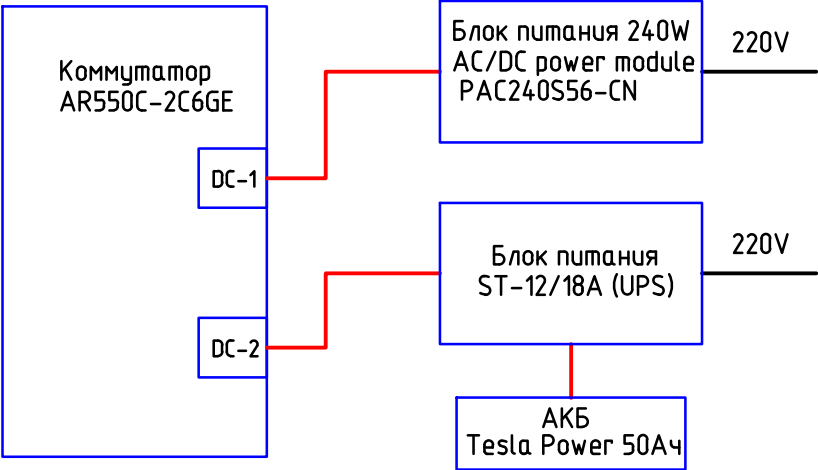 Коммутатор
AR550C-2C6GE
DC-1
DC-2
Блок питания 240W
AC/DC power module
PAC240S56-CN
220V
Блок питания
ST-12/18А (UPS)
220V
АКБ
Tesla Power 50Ач